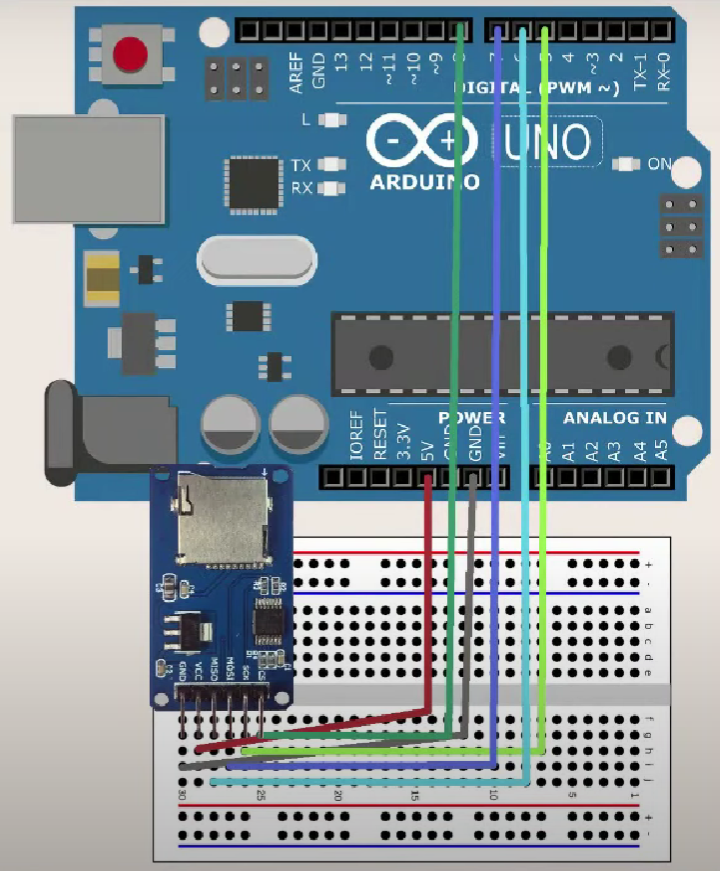 AREF
GND
13
12
~11
~10
~9
8
7
6
5
4
~3
2
TX-1
RX-0
DIGITAL (PWM ~)
L
TX
RX
- +
UNO
ARDUINO
ON
POWER
ANALOG IN
IOREF
RESET
3.3V
5V
GND
GND
VIN
A0
A1
A2
A3
A4
A5
GND
VCC
MISO
MOSI
SCK
CS
+
-
a
b
c
d
e
f
g
h
i
j
30
25
20
15
10
5
1
+
-